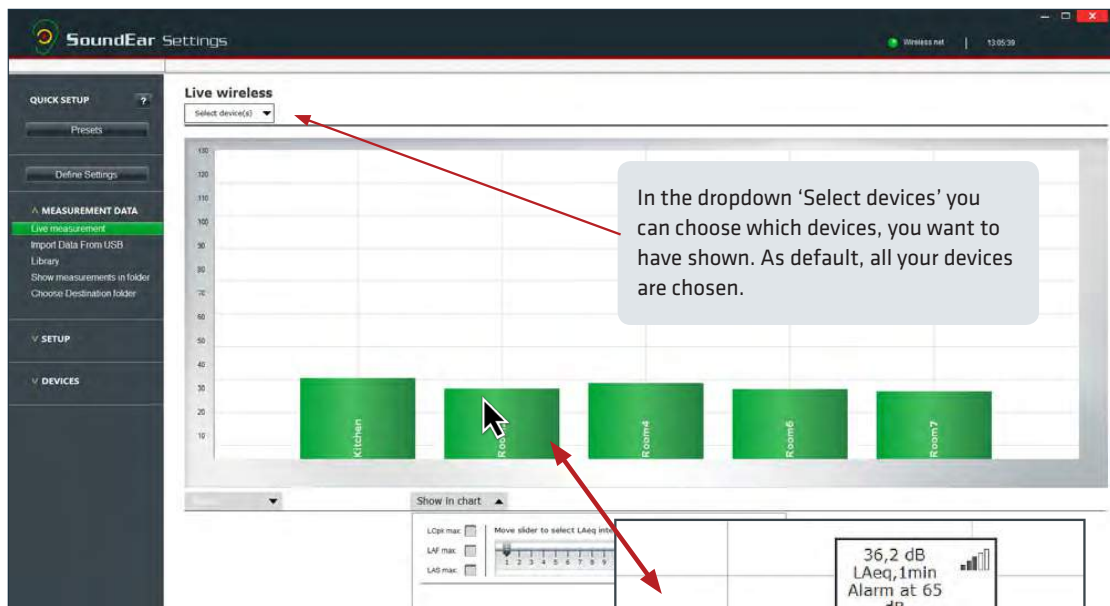 SoundEar Settings
Wireless net | 13:05:39
QUICK SETUP ?
Presets
Define Settings
MEASUREMENT DATA
Live measurement
Import Data From USB
Library
Show measurements in folder
Choose Destination folder
SETUP
DEVICES
Live wireless
Select device(s)
130
120
110
100
90
80
70
60
50
40
30
20
10
Kitchen
Room4
Room6
Room7
In the dropdown ‘Select devices’ you
can choose which devices, you want to
have shown. As default, all your devices
are chosen.
Show in chart
LCpk max
LAF max
LAS max
Move slider to select LAeq
1 2 3 4 5 6 7 8 9
36,2 dB
LAeq,1min
Alarm at 65
dB